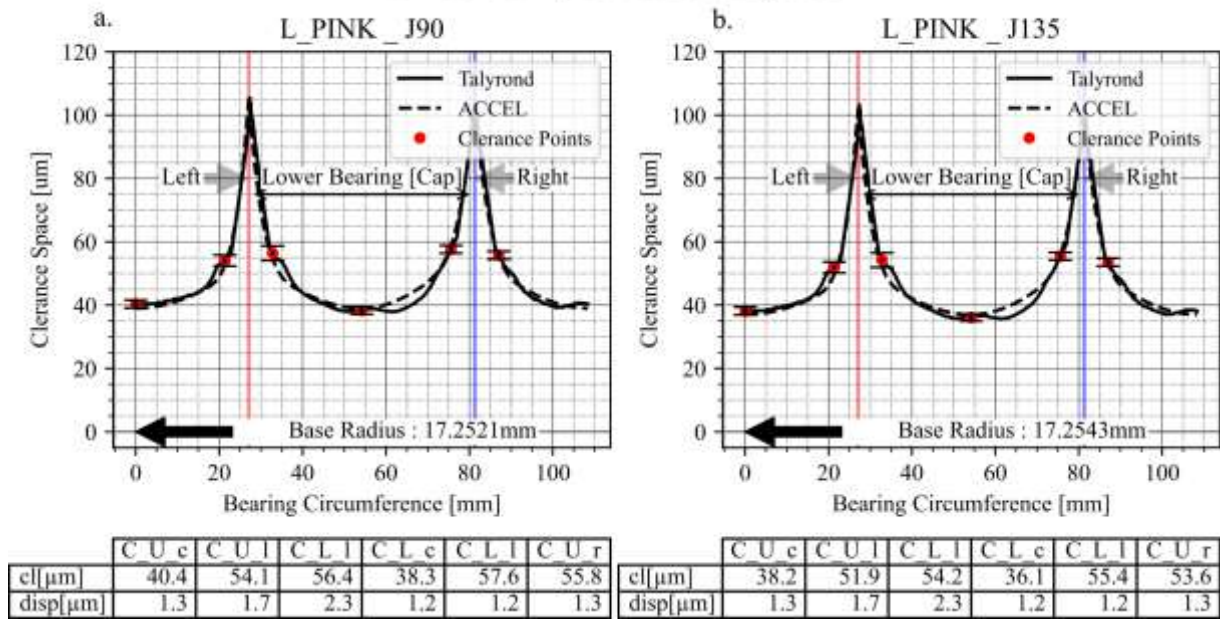 a.
L_PINK _ J90
120
100
80
60
40
20
0
Clerance Space [um]
Talyrond
ACCEL
Clerance Points
Left
Lower Bearing [Cap]
Right
Base Radius : 17.2521mm
0 20 40 60 80 100
Bearing Circumference [mm]
C_U_c C_U_l C_L_l C_L_c C_L_l C_U_r
cl[μm] 40.4 54.1 56.4 38.3 57.6 55.8
disp[μm] 1.3 1.7 2.3 1.2 1.2 1.3
b.
L_PINK _ J135
120
100
80
60
40
20
0
Clerance Space [um]
Talyrond
ACCEL
Clerance Points
Left
Lower Bearing [Cap]
Right
Base Radius : 17.2543mm
0 20 40 60 80 100
Bearing Circumference [mm]
C_U_c C_U_l C_L_l C_L_c C_L_l C_U_r
cl[μm] 38.2 51.9 54.2 36.1 55.4 53.6
disp[μm] 1.3 1.7 2.3 1.2 1.2 1.3